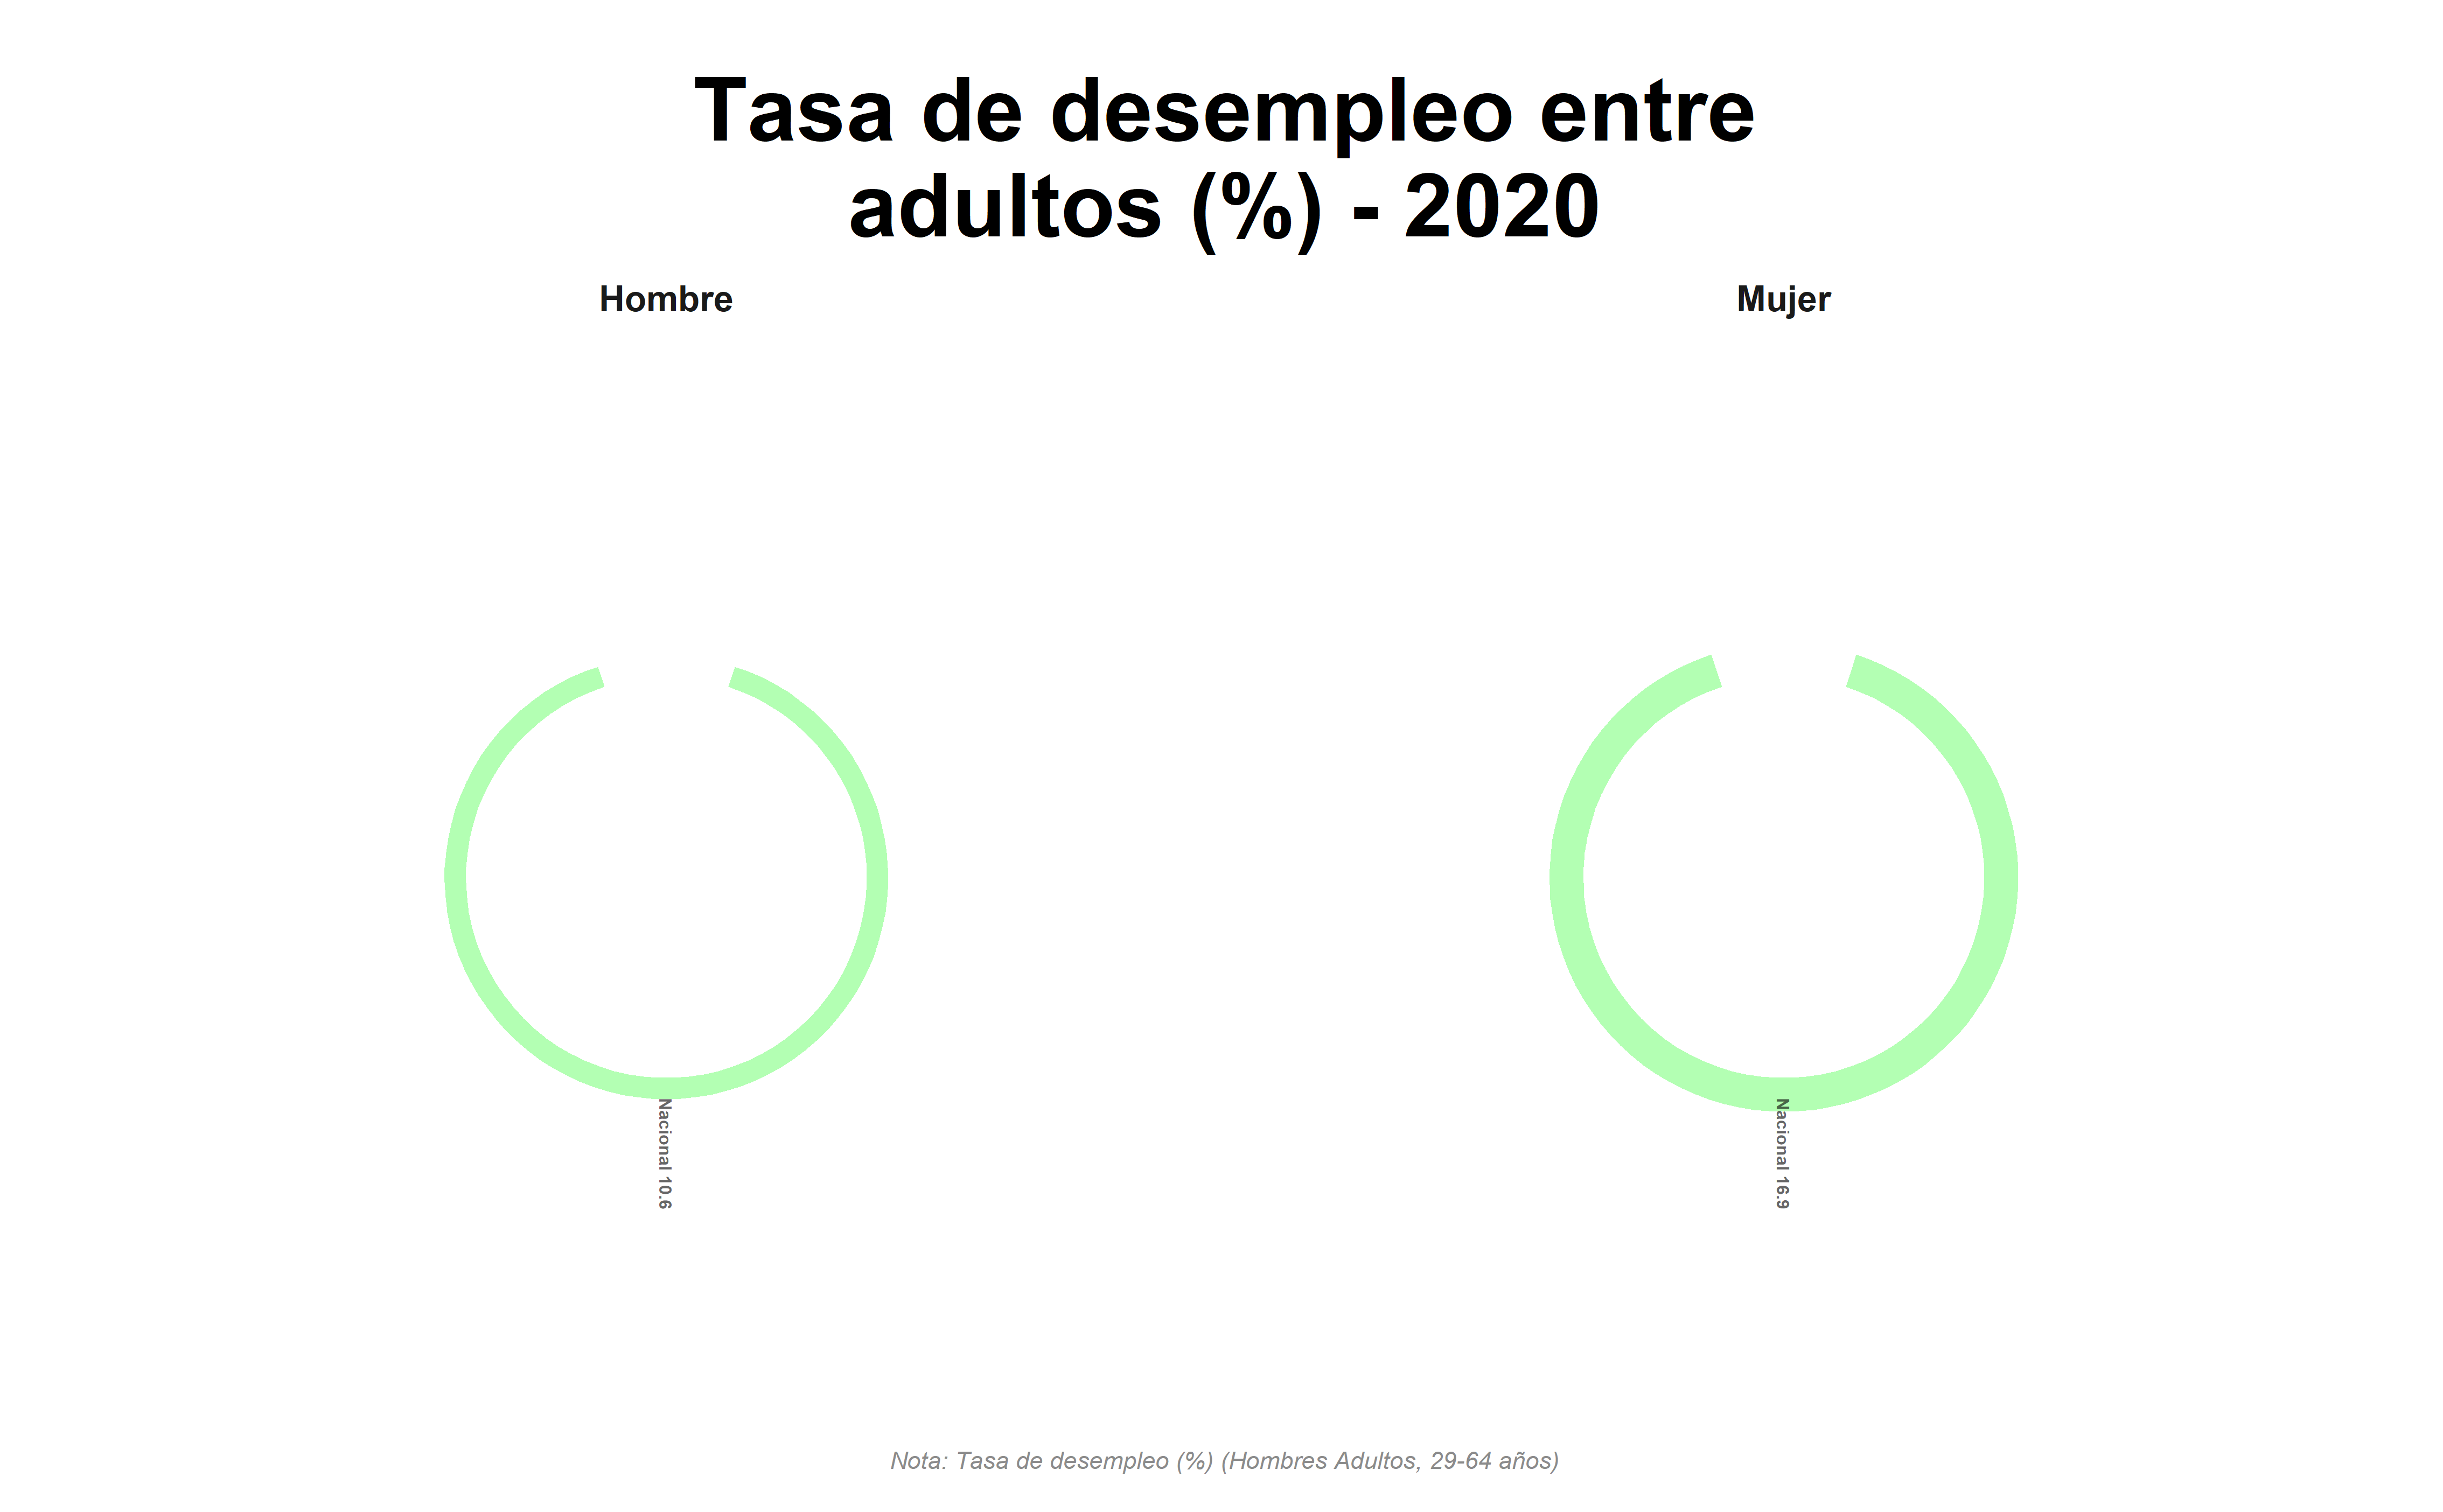 Tasa de desempleo entre
adultos (%) - 2020
Hombre
Mujer
Nacional 10.6
Nacional 16.9
Nota: Tasa de desempleo (%) (Hombres Adultos, 29-64 años)